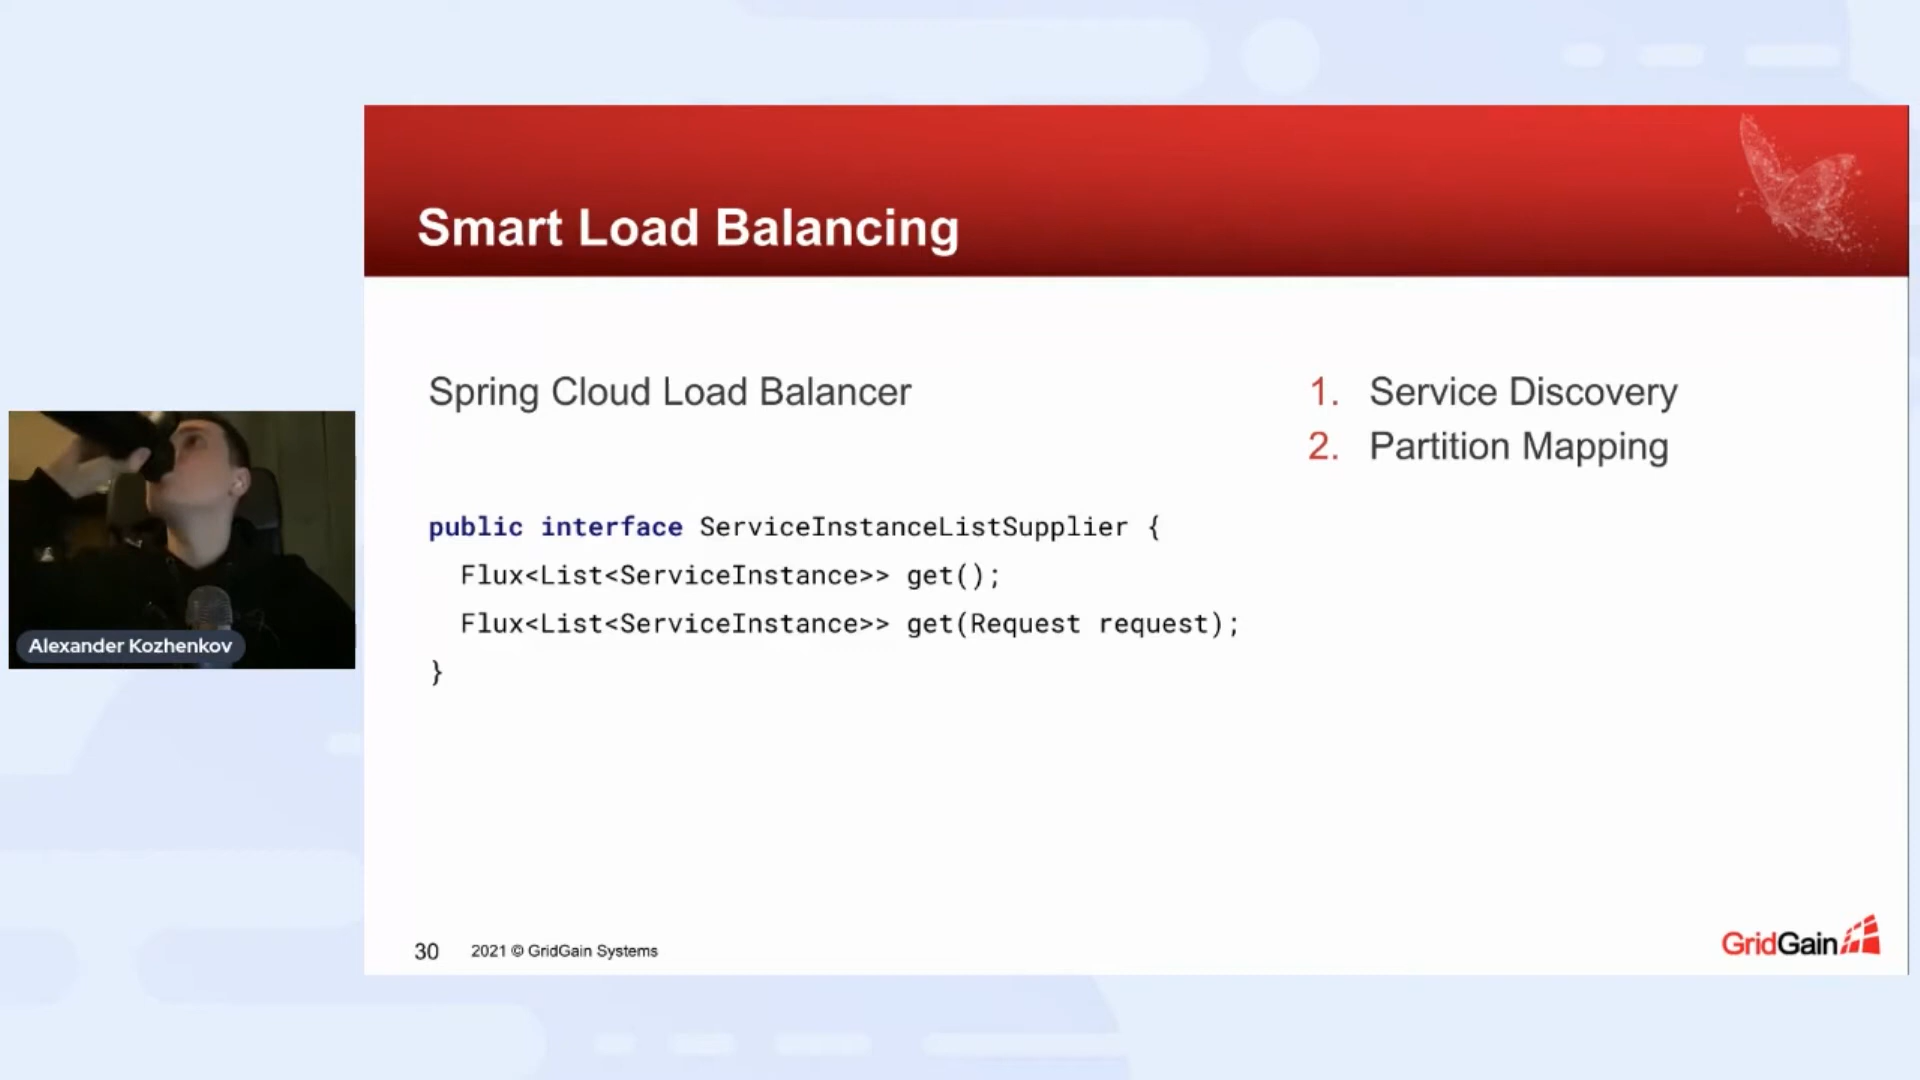 Smart Load Balancing
Spring Cloud Load Balancer
1. Service Discovery
2. Partition Mapping
public interface ServiceInstanceListSupplier {
Flux<List<ServiceInstance>> get();
Flux<List<ServiceInstance>> get(Request request);
}
Alexander Kozhenkov
30 2021 © GridGain Systems
GridGain